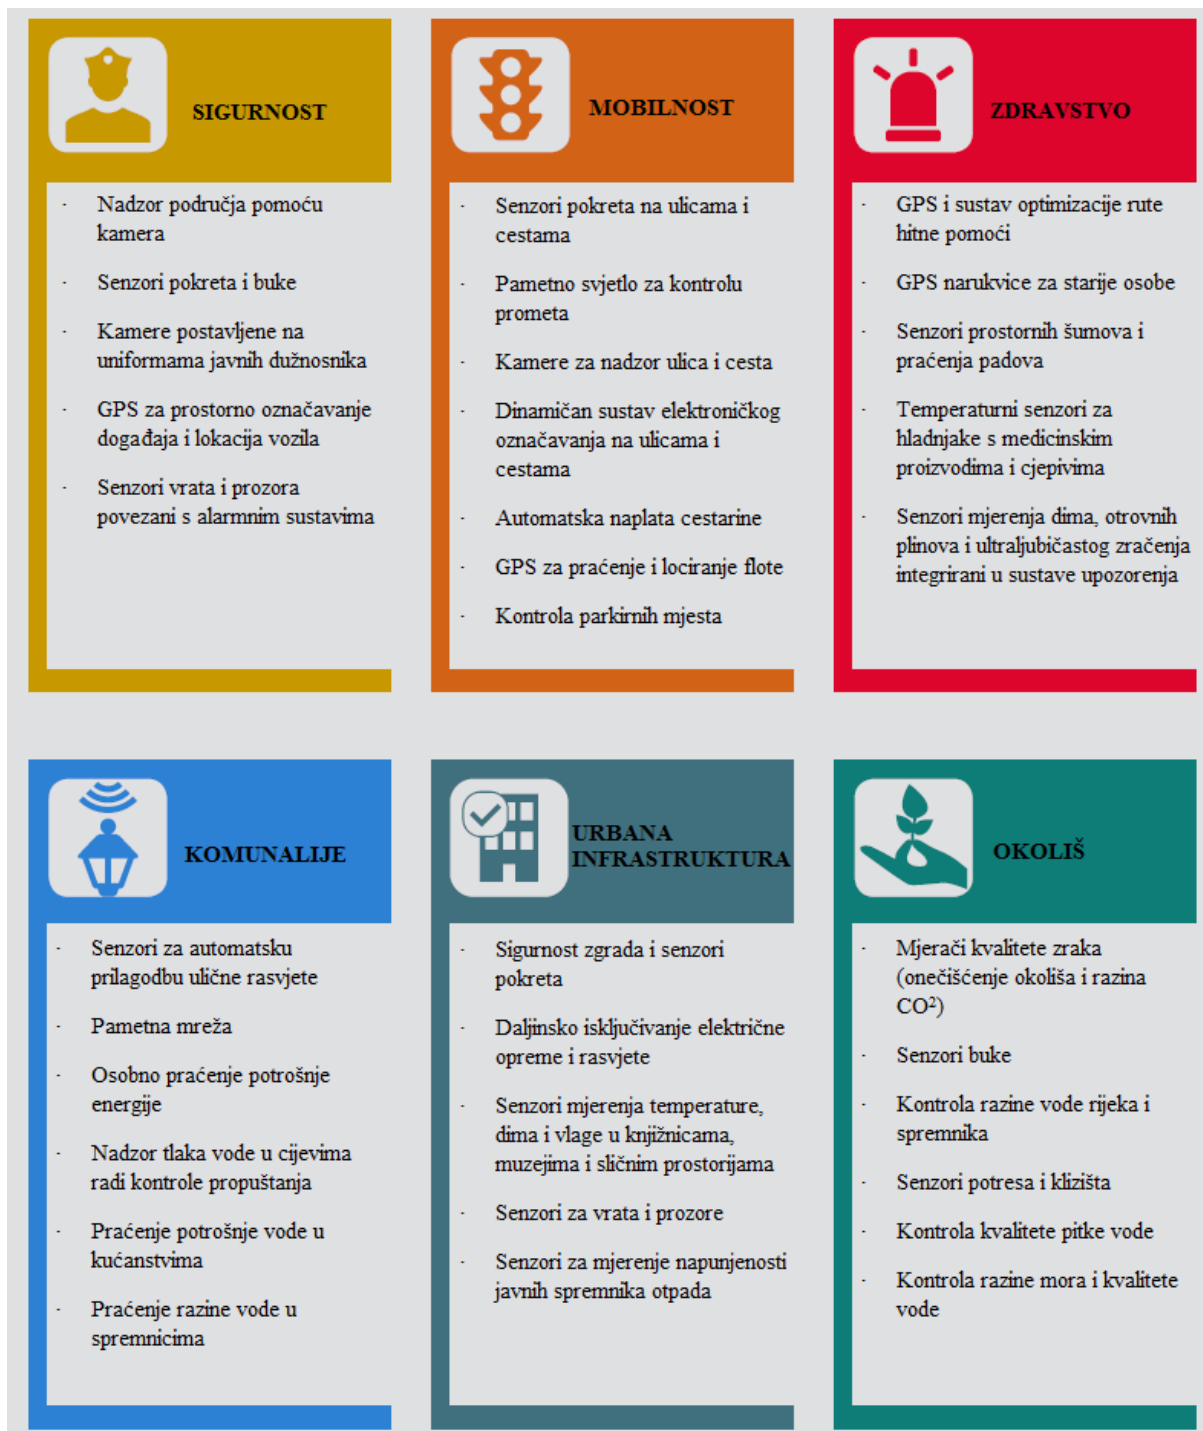 SIGURNOST
· Nadzor područja pomoću
kamera
· Senzori pokreta i buke
· Kamere postavljene na
uniformama javnih dužnosnika
· GPS za prostorno označavanje
događaja i lokacija vozila
· Senzori vrata i prozora
povezani s alarmnim sustavima
MOBILNOST
· Senzori pokreta na ulicama i
cestama
· Pametno svjetlo za kontrolu
prometa
· Kamere za nadzor ulica i cesta
· Dinamičan sustav elektroničkog
označavanja na ulicama i
cestama
· Automatska naplata cestarine
· GPS za praćenje i lociranje flote
· Kontrola parkirnih mjesta
ZDRAVSTVO
· GPS i sustav optimizacije rute
hitne pomoći
· GPS narukvice za starije osobe
· Senzori prostornih šumova i
praćenja padova
· Temperaturni senzori za
hladnjake s medicinskim
proizvodima i cjepivima
· Senzori mjerenja dima, otrovnih
plinova i ultraljubičastog zračenja
integrirani u sustave upozorenja
KOMUNALIJE
· Senzori za automatsku
prilagodbu ulične rasvjete
· Pametna mreža
· Osobno praćenje potrošnje
energije
· Nadzor tlaka vode u cijevima
radi kontrole propuštanja
· Praćenje potrošnje vode u
kućanstvima
· Praćenje razine vode u
spremnicima
URBANA
INFRASTRUKTURA
· Sigurnost zgrada i senzori
pokreta
· Daljinsko isključivanje električne
opreme i rasvjete
· Senzori mjerenja temperature,
dima i vlage u knjižnicama,
muzejima i sličnim prostorijama
· Senzori za vrata i prozore
· Senzori za mjerenje napunjenosti
javnih spremnika otpada
OKOLIŠ
· Mjerači kvalitete zraka
(onečišćenje okoliša i razina
CO²)
· Senzori buke
· Kontrola razine vode rijeka i
spremnika
· Senzori potresa i klizišta
· Kontrola kvalitete pitke vode
· Kontrola razine mora i kvalitete
vode